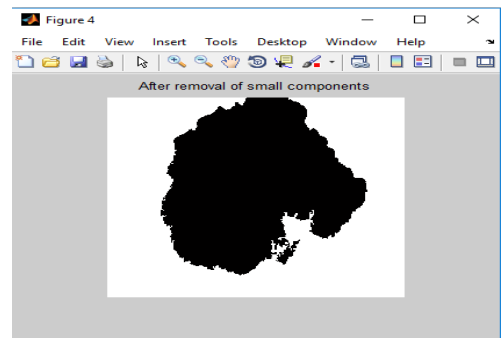 Figure 4
File Edit View Insert Tools Desktop Window Help
After removal of small components